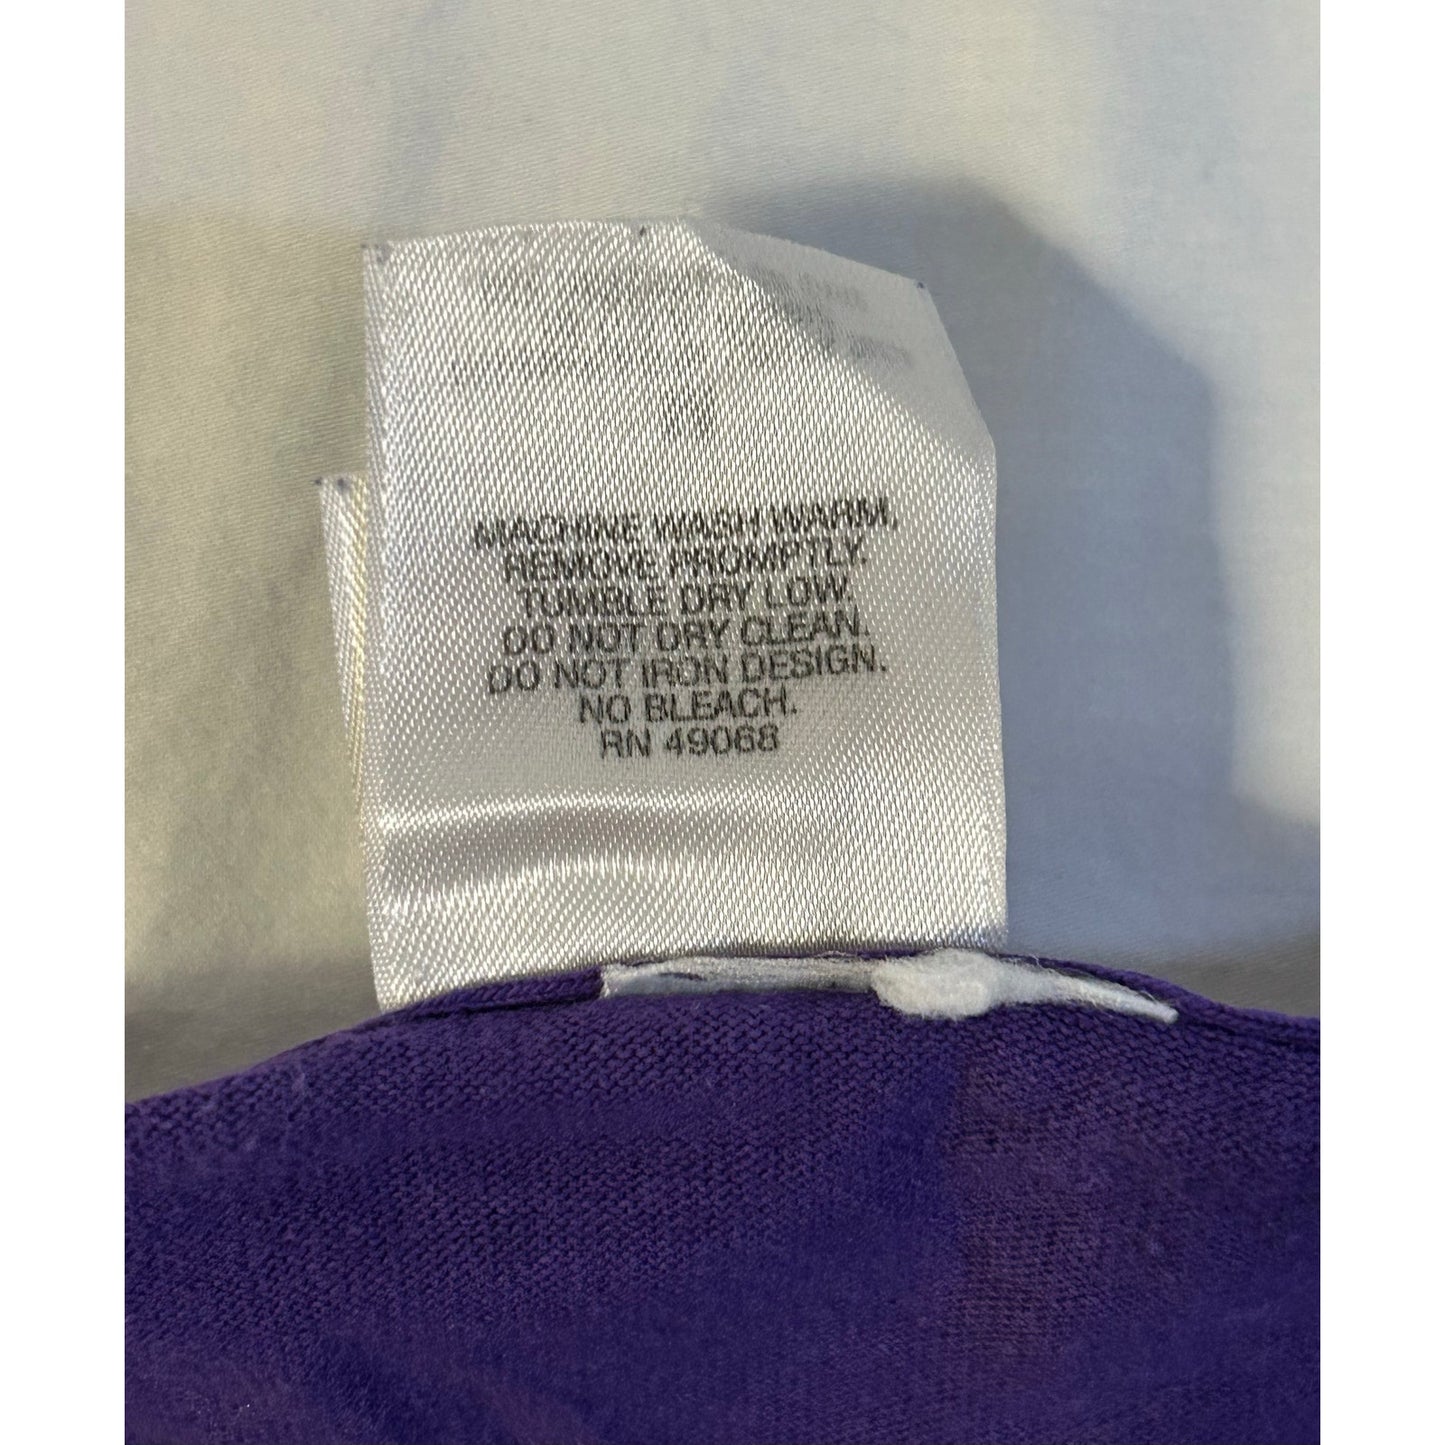 MACHINE WASH WARM,
REMOVE PROMPTLY.
TUMBLE DRY LOW.
DO NOT DRY CLEAN.
DO NOT IRON DESIGN.
NO BLEACH.
RN 49068